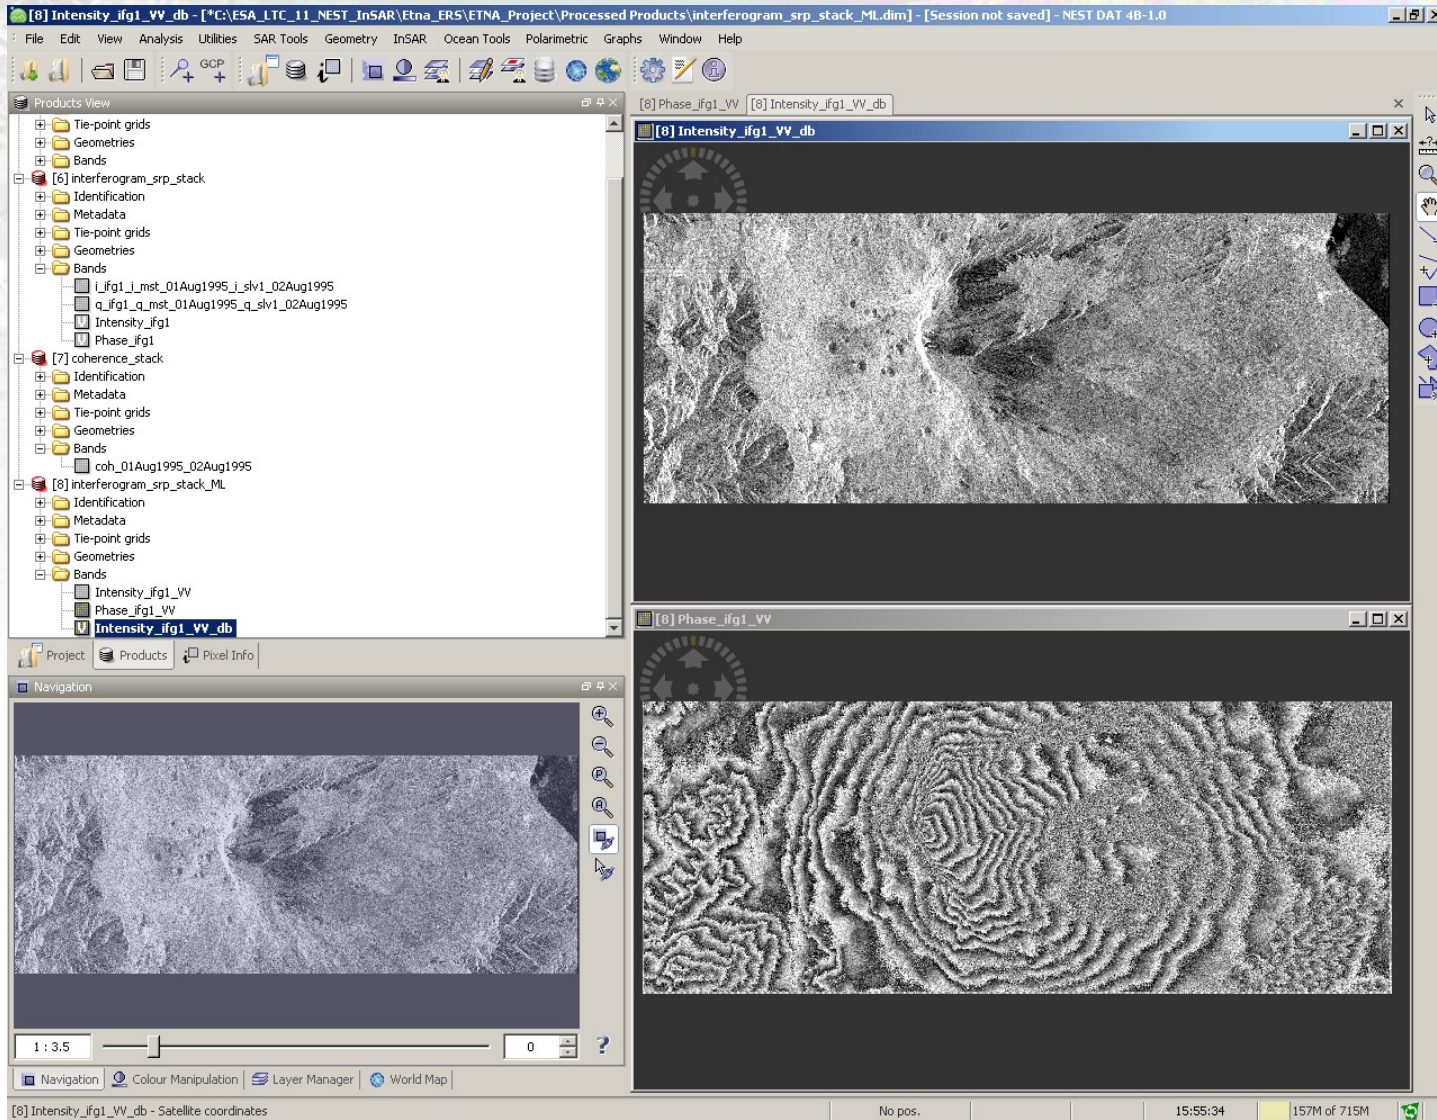 [8] Intensity_ifg1_VV_db - [*C:\ESA_LTC_11_NEST_InSAR\Etna_ERS\ETNA_Project\Processed Products\interferogram_srp_stack_ML.dim] - [Session not saved] - NEST DAT 4B-1.0
File Edit View Analysis Utilities SAR Tools Geometry InSAR Ocean Tools Polarimetric Graphs Window Help
GCP
Products View
Tie-point grids
Geometries
Bands
[6] interferogram_srp_stack
Identification
Metadata
Tie-point grids
Geometries
Bands
i_ifg1_i_mst_01Aug1995_i_slv1_02Aug1995
q_ifg1_q_mst_01Aug1995_q_slv1_02Aug1995
Intensity_ifg1
Phase_ifg1
[7] coherence_stack
Identification
Metadata
Tie-point grids
Geometries
Bands
coh_01Aug1995_02Aug1995
[8] interferogram_srp_stack_ML
Identification
Metadata
Tie-point grids
Geometries
Bands
Intensity_ifg1_VV
Phase_ifg1_VV
Intensity_ifg1_VV_db
Project Products Pixel Info
Navigation
1 : 3.5 0 ?
Navigation Colour Manipulation Layer Manager World Map
[8] Phase_ifg1_VV [8] Intensity_ifg1_VV_db
[8] Intensity_ifg1_VV_db
[8] Phase_ifg1_VV
[8] Intensity_ifg1_VV_db - Satellite coordinates No pos. 15:55:34 157M of 715M